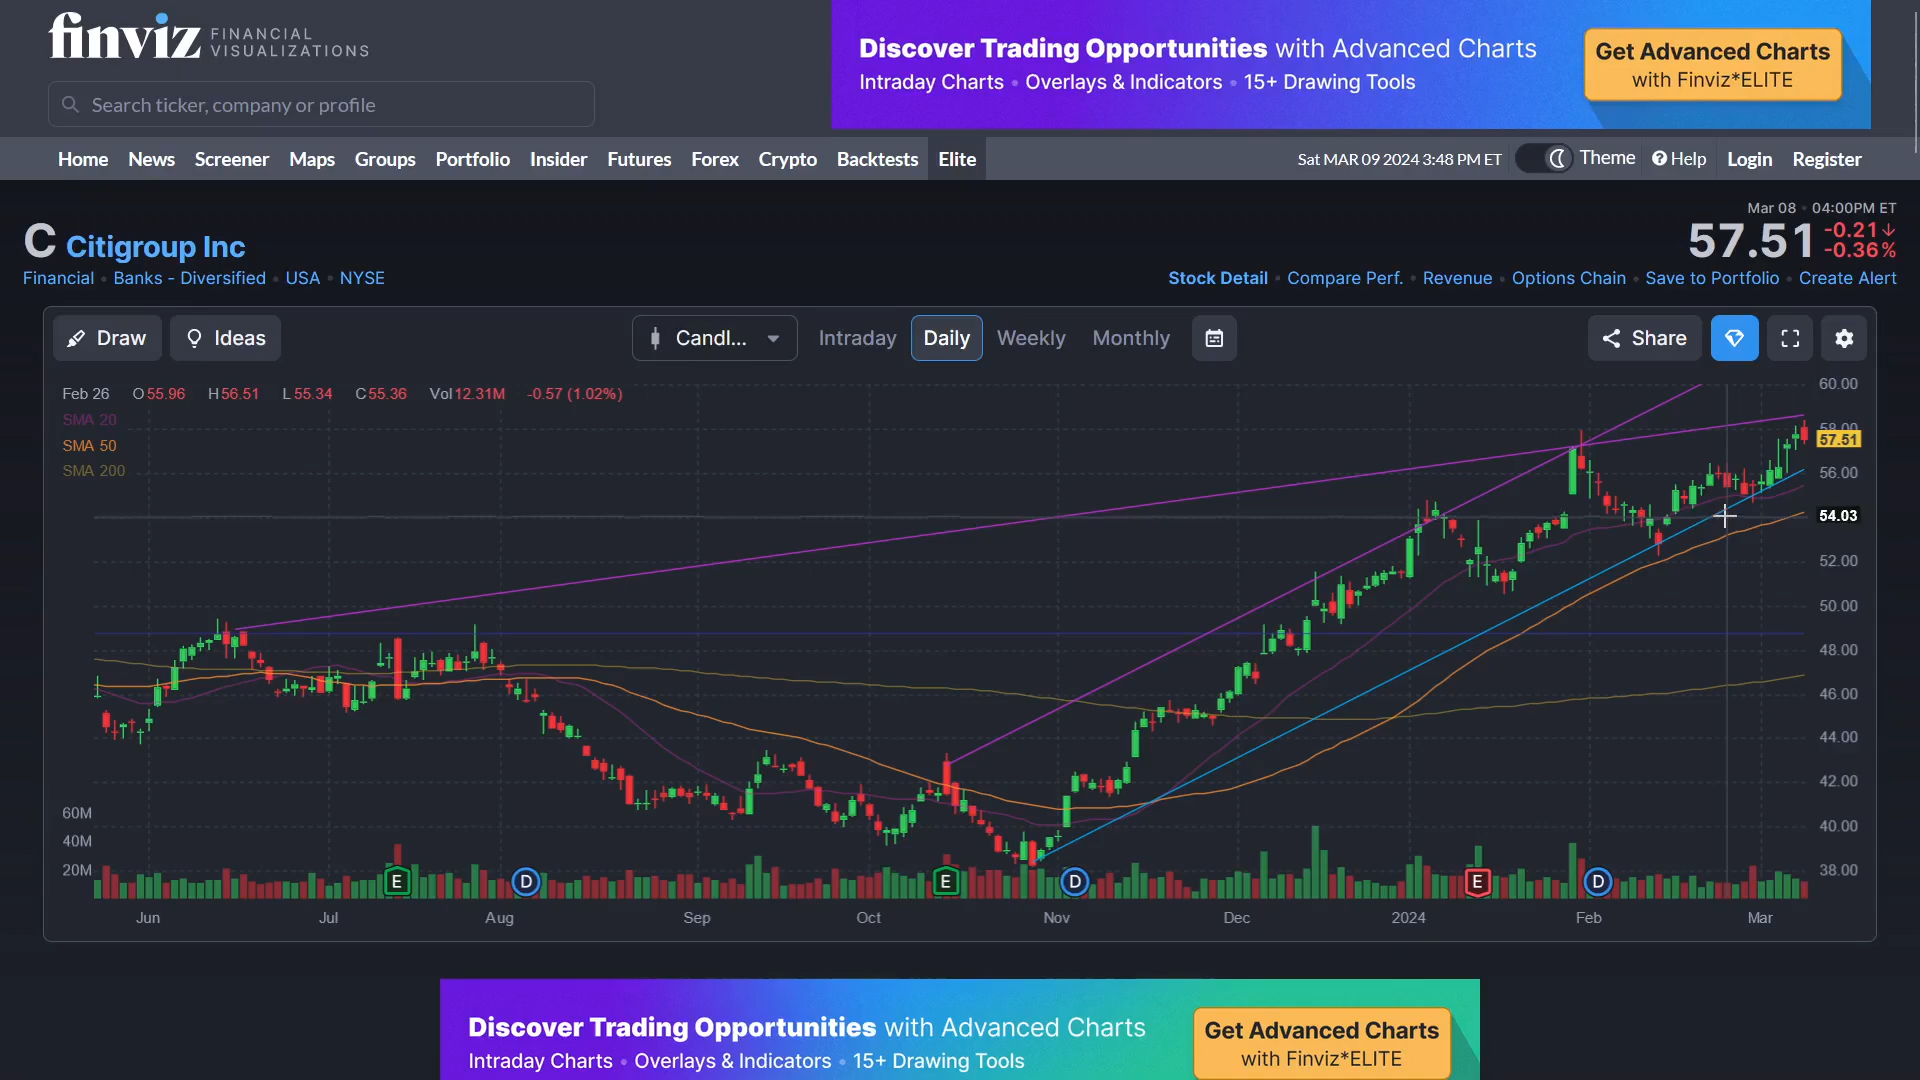 finviz FINANCIAL VISUALIZATIONS
Search ticker, company or profile
Discover Trading Opportunities with Advanced Charts
Intraday Charts • Overlays & Indicators • 15+ Drawing Tools
Get Advanced Charts
with Finviz*ELITE
Home News Screener Maps Groups Portfolio Insider Futures Forex Crypto Backtests Elite
Sat MAR 09 2024 3:48 PM ET Theme Help Login Register
C Citigroup Inc
Financial • Banks - Diversified • USA • NYSE
Mar 08 • 04:00PM ET
57.51 -0.21↓
-0.36%
Stock Detail • Compare Perf. • Revenue • Options Chain • Save to Portfolio • Create Alert
Draw Ideas Candl... Intraday Daily Weekly Monthly Share
Feb 26 O55.96 H56.51 L55.34 C55.36 Vol12.31M -0.57 (1.02%)
SMA 20
SMA 50
SMA 200
60.00
58.00
57.51
56.00
54.03
52.00
50.00
48.00
46.00
44.00
42.00
40.00
38.00
60M
40M
20M
E D E D E D
Jun Jul Aug Sep Oct Nov Dec 2024 Feb Mar
Discover Trading Opportunities with Advanced Charts
Intraday Charts • Overlays & Indicators • 15+ Drawing Tools
Get Advanced Charts
with Finviz*ELITE